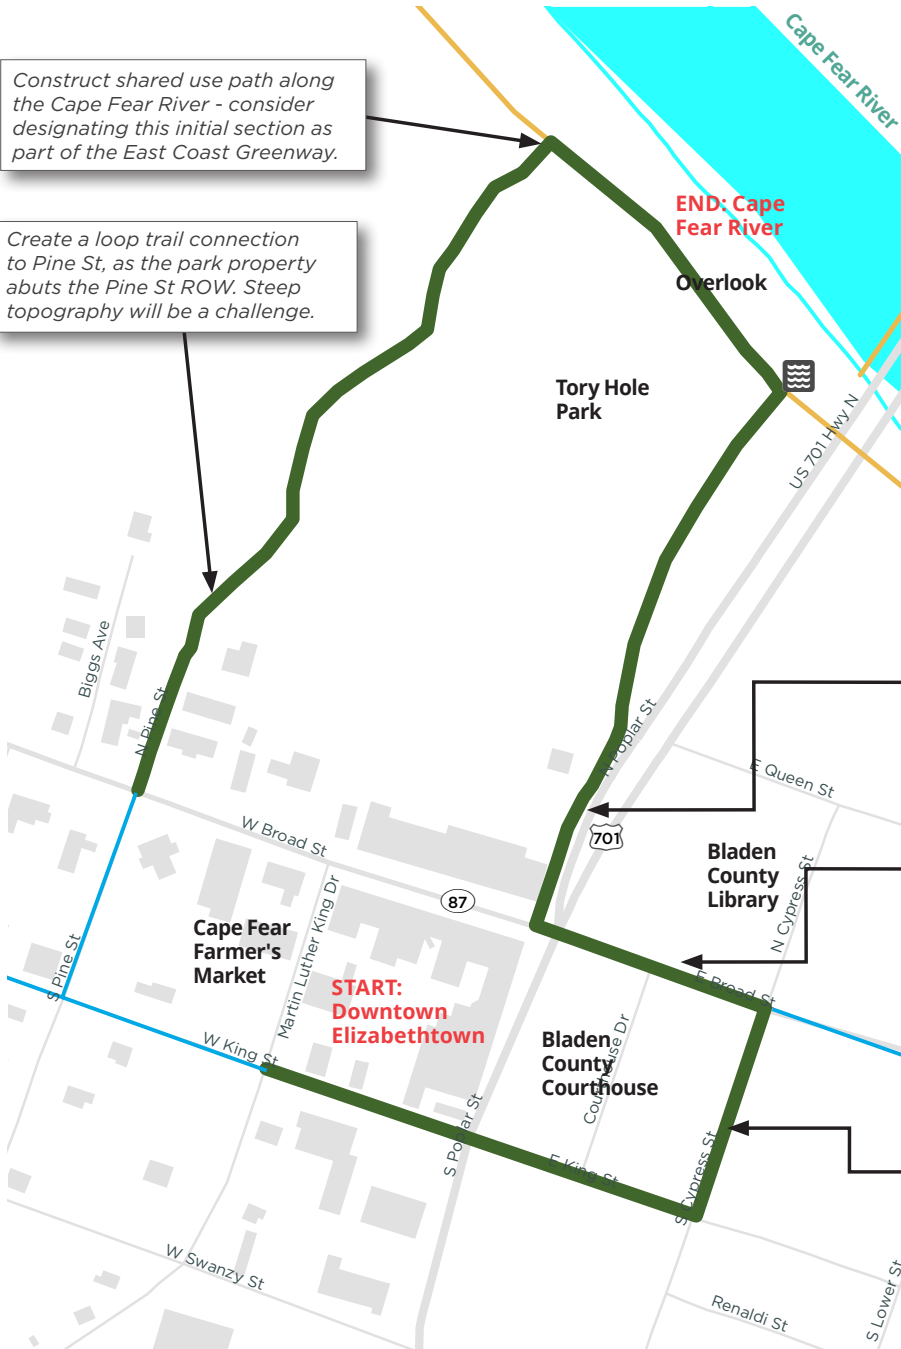 Cape Fear River
Construct shared use path along
the Cape Fear River - consider
designating this initial section as
part of the East Coast Greenway.
END: Cape
Fear River
Create a loop trail connection
to Pine St, as the park property
abuts the Pine St ROW. Steep
topography will be a challenge.
Overlook
Tory Hole
Park
US 701 Hwy N
Biggs Ave
N Pine St
N Poplar St
E Queen St
W Broad St
701
Bladen
County
Library
N Cypress St
87
Martin Luther King Dr
Cape Fear
Farmer's
Market
S Pine St
START:
Downtown
Elizabethtown
E Broad St
W King St
Bladen
County
Courthouse
Courthouse Dr
S Poplar St
E King St
S Cypress St
W Swanzy St
Renaldi St
S Lower St